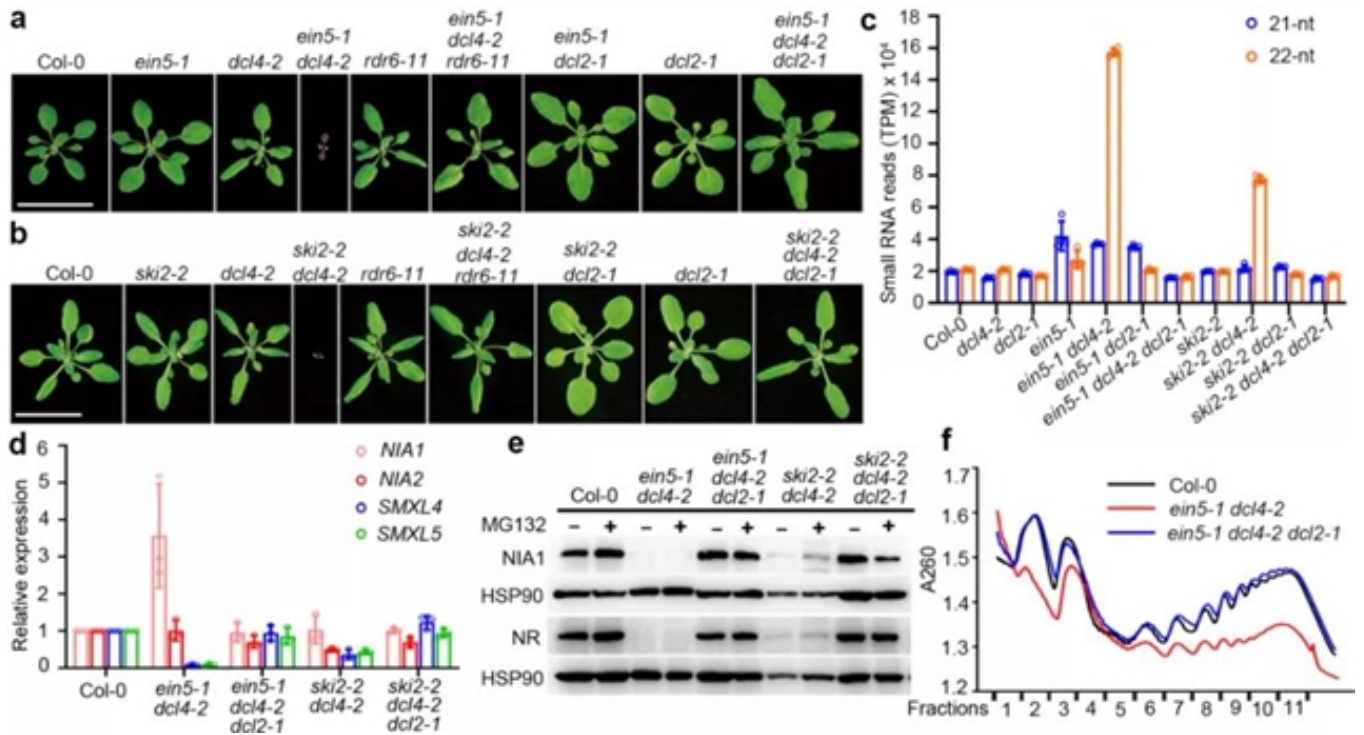 a
Col-0 ein5-1 dcl4-2 ein5-1 dcl4-2 rdr6-11 ein5-1 dcl4-2 rdr6-11 ein5-1 dcl2-1 dcl2-1 ein5-1 dcl4-2 dcl2-1
b
Col-0 ski2-2 dcl4-2 ski2-2 dcl4-2 rdr6-11 ski2-2 dcl4-2 rdr6-11 ski2-2 dcl2-1 dcl2-1 ski2-2 dcl4-2 dcl2-1
c
Small RNA reads (TPM) x 10⁴
18
16
14
12
10
8
6
4
2
0
21-nt
22-nt
Col-0
dcl4-2
dcl2-1
ein5-1
ein5-1 dcl4-2
ein5-1 dcl2-1
ein5-1 dcl4-2 dcl2-1
ski2-2
ski2-2 dcl4-2
ski2-2 dcl2-1
ski2-2 dcl4-2 dcl2-1
d
Relative expression
6
5
4
3
2
1
0
NIA1
NIA2
SMXL4
SMXL5
Col-0
ein5-1
dcl4-2
ein5-1
dcl4-2
dcl2-1
ski2-2
dcl4-2
ski2-2
dcl4-2
dcl2-1
e
Col-0
ein5-1
dcl4-2
ein5-1
dcl4-2
dcl2-1
ski2-2
dcl4-2
ski2-2
dcl4-2
dcl2-1
MG132 – + – + – + – + – +
NIA1
HSP90
NR
HSP90
f
A260
1.7
1.6
1.5
1.4
1.3
1.2
Col-0
ein5-1 dcl4-2
ein5-1 dcl4-2 dcl2-1
Fractions 1 2 3 4 5 6 7 8 9 10 11